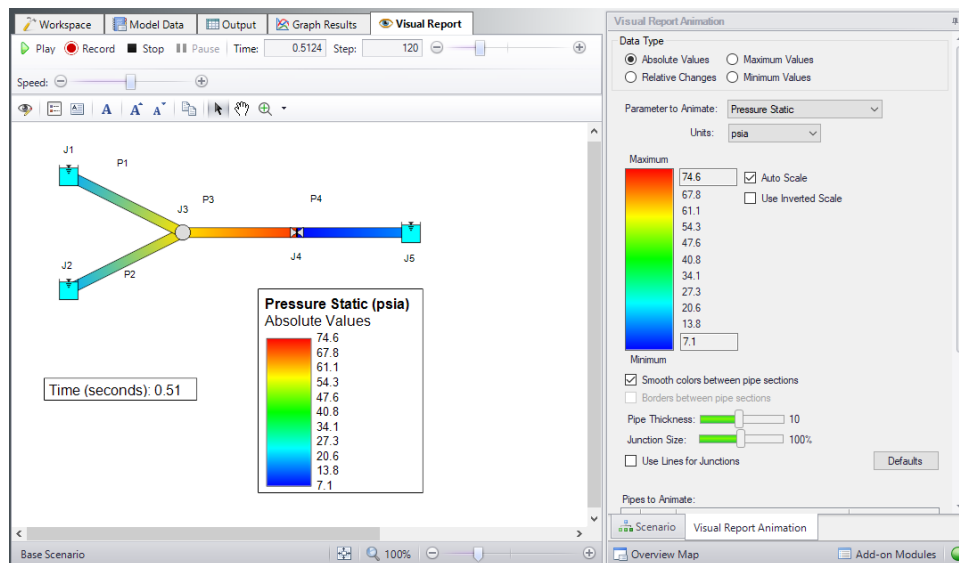 Workspace Model Data Output Graph Results Visual Report
Play Record Stop Pause Time: 0.5124 Step: 120
Speed:
A A A
J1
P1
J3
P3
P4
J2
P2
J4
J5
Pressure Static (psia)
Absolute Values
74.6
67.8
61.1
54.3
47.6
40.8
34.1
27.3
20.6
13.8
7.1
Time (seconds): 0.51
Base Scenario 100%
Visual Report Animation
Data Type
Absolute Values Maximum Values
Relative Changes Minimum Values
Parameter to Animate: Pressure Static
Units: psia
Maximum
74.6 Auto Scale
67.8 Use Inverted Scale
61.1
54.3
47.6
40.8
34.1
27.3
20.6
13.8
7.1
Minimum
Smooth colors between pipe sections
Borders between pipe sections
Pipe Thickness: 10
Junction Size: 100%
Use Lines for Junctions Defaults
Pipes to Animate:
Scenario Visual Report Animation
Overview Map Add-on Modules